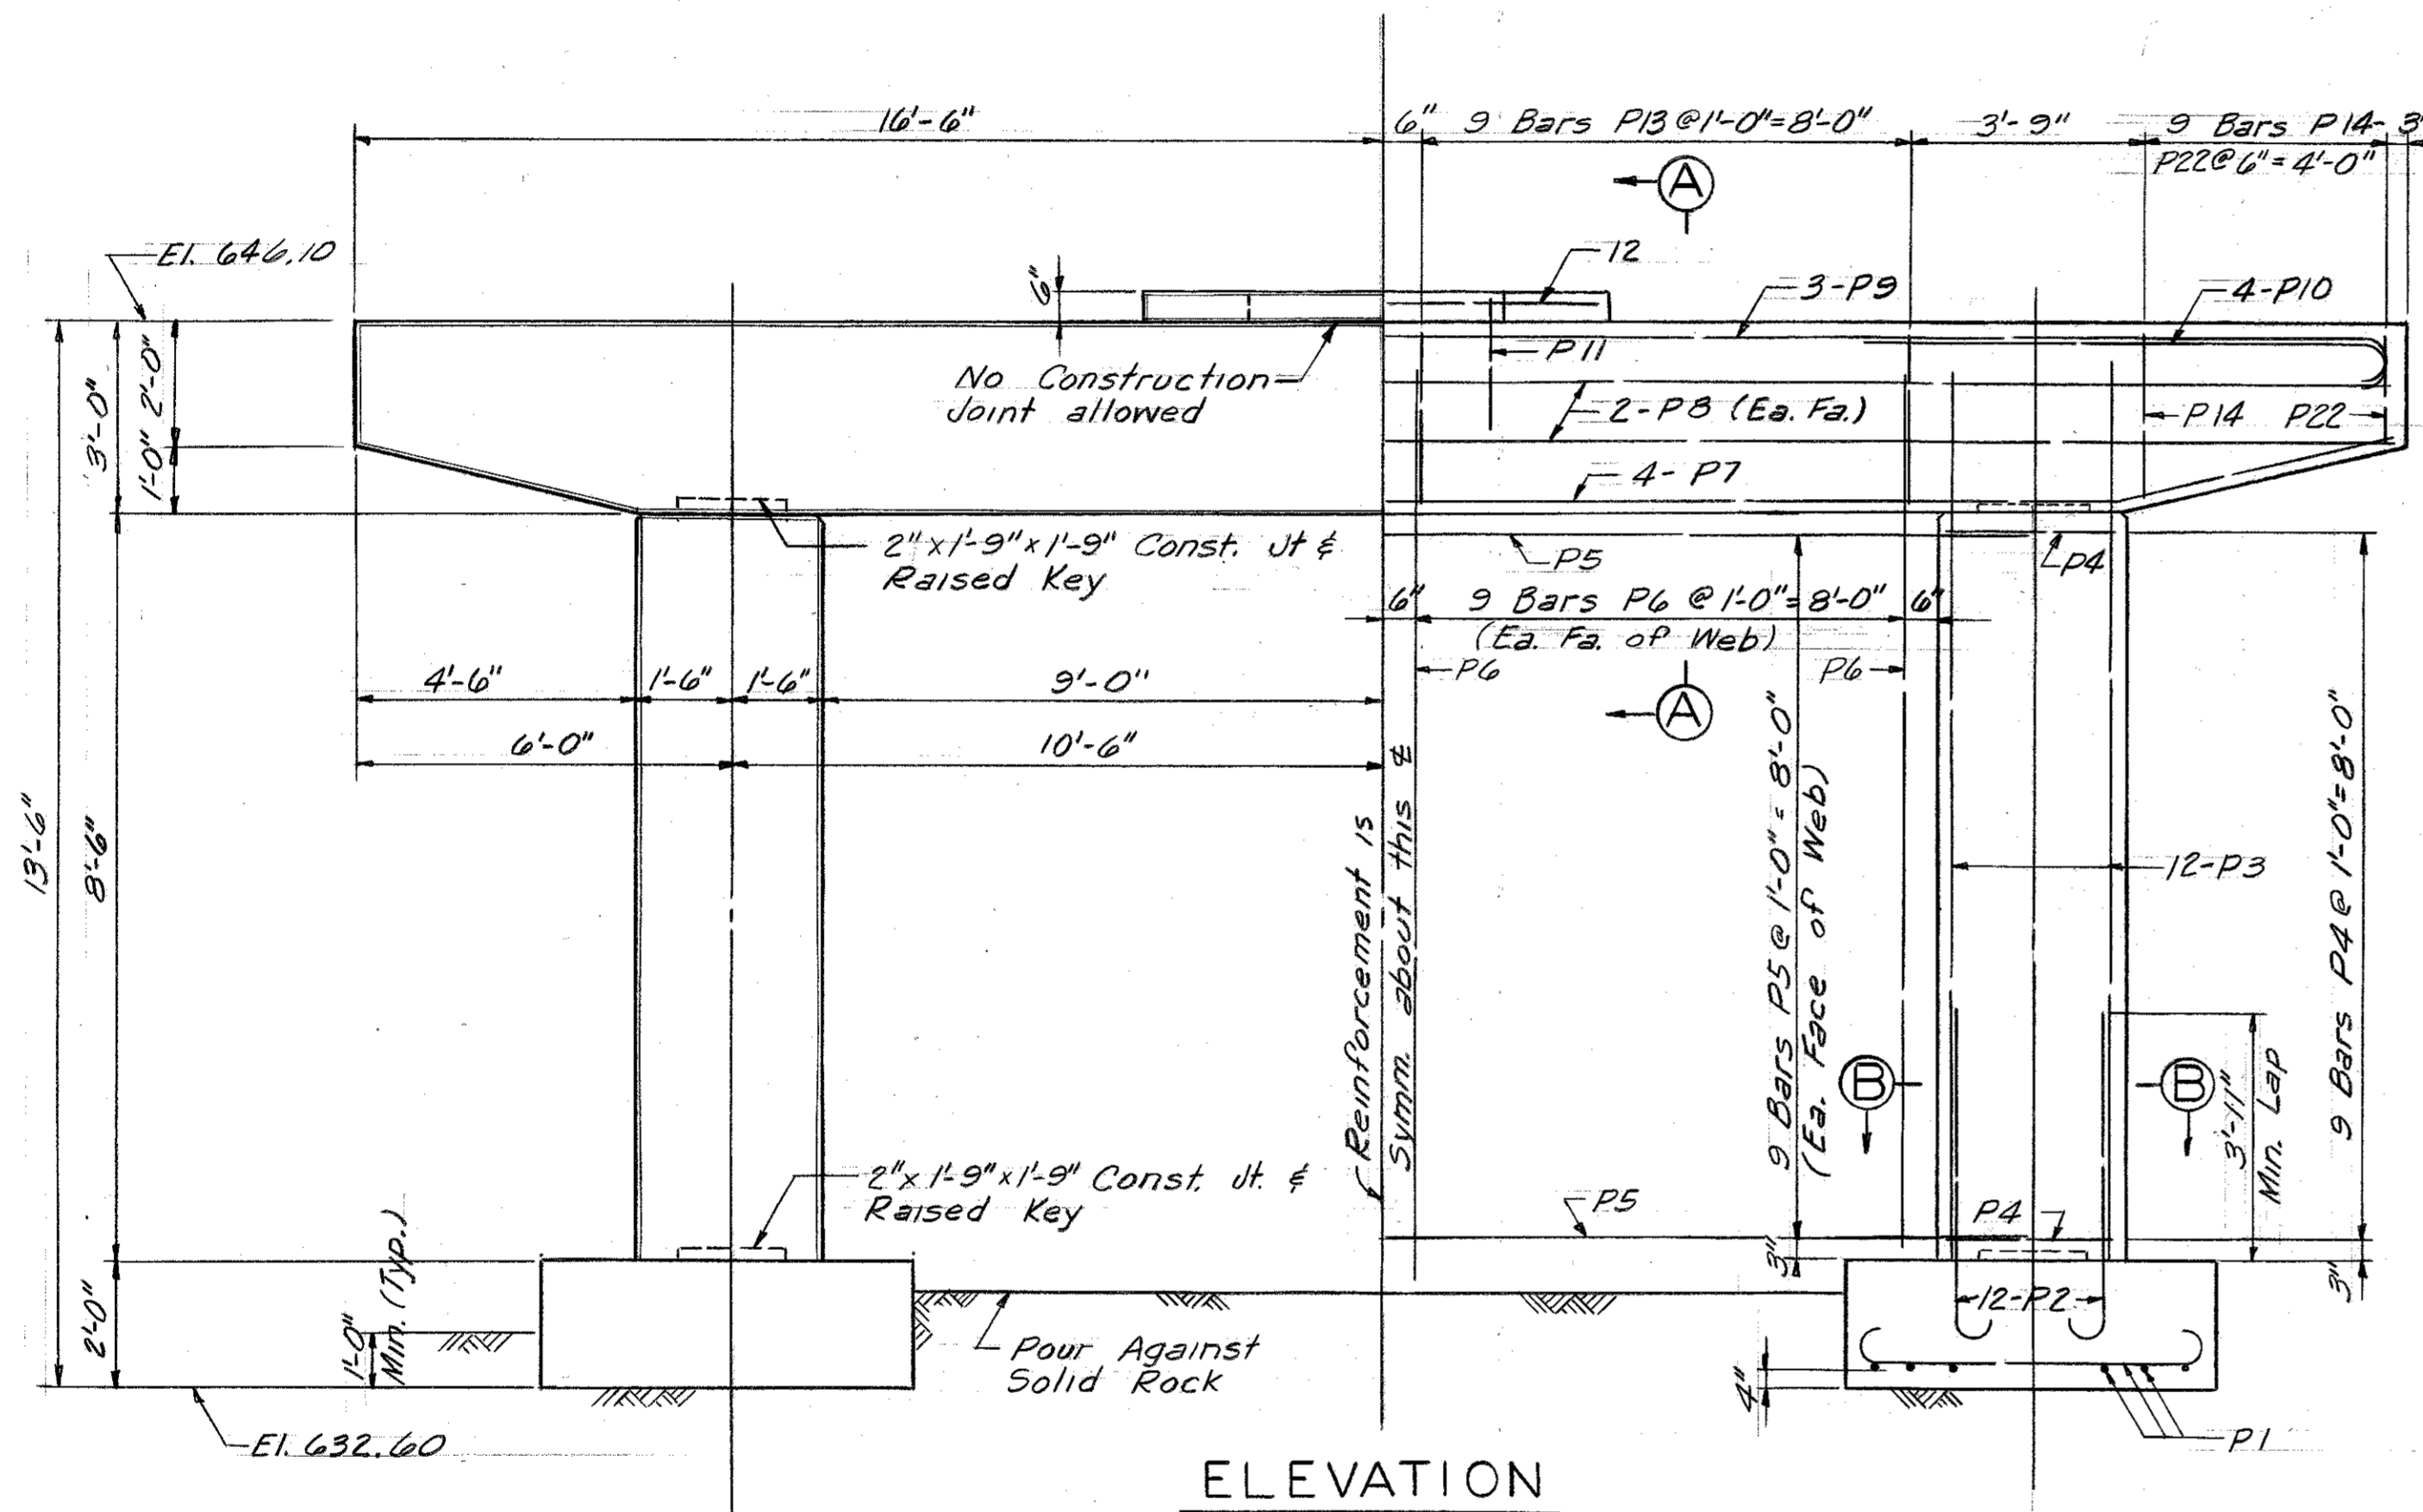 16'-6"
6"
9 Bars P13 @ 1'-0" = 8'-0"
3'-9"
9 Bars P14-
P22 @ 6" = 4'-0"
3"
A
El. 646.10
6"
12
3-P9
4-P10
P11
No Construction
Joint allowed
2-P8 (Ea. Fa.)
P14
P22
3'-0"
2'-0"
1'-0"
4-P7
2" x 1'-9" x 1'-9" Const. Jt &
Raised Key
P5
P4
6"
9 Bars P6 @ 1'-0" = 8'-0"
6"
(Ea. Fa. of Web)
P6
P6
4'-6"
1'-6"
1'-6"
9'-0"
A
6'-0"
10'-6"
13'-6"
8'-6"
Reinforcement is
Symm. about this ℄
9 Bars P5 @ 1'-0" = 8'-0"
(Ea. Face of Web)
12-P3
9 Bars P4 @ 1'-0" = 8'-0"
B
B
3'-11"
Min. Lap
2" x 1'-9" x 1'-9" Const. Jt. &
Raised Key
P5
P4
3"
3"
2'-0"
1'-0"
Min. (Typ.)
12-P2
Pour Against
Solid Rock
4"
El. 632.60
P1
ELEVATION